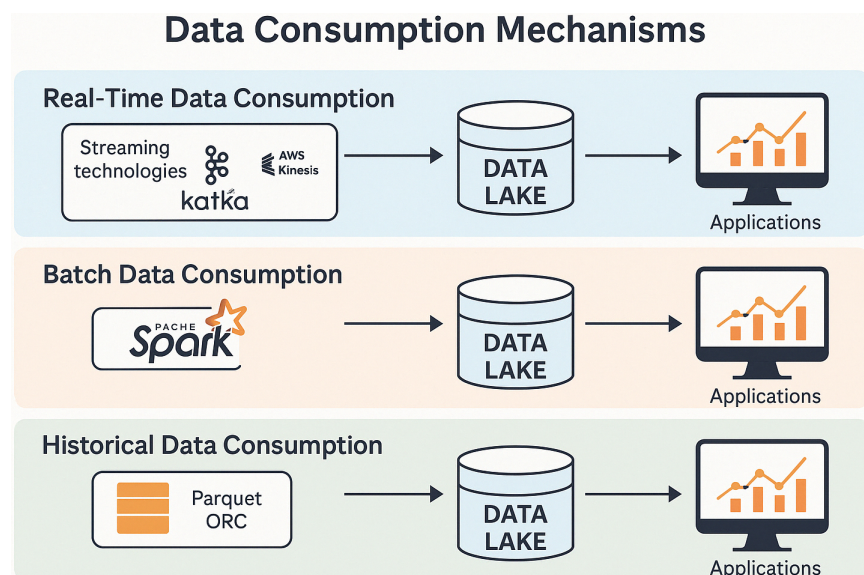 Data Consumption Mechanisms
Real-Time Data Consumption
Streaming
technologies
AWS
Kinesis
katka
DATA
LAKE
Applications
Batch Data Consumption
PACHE
Spark
DATA
LAKE
Applications
Historical Data Consumption
Parquet
ORC
DATA
LAKE
Applications